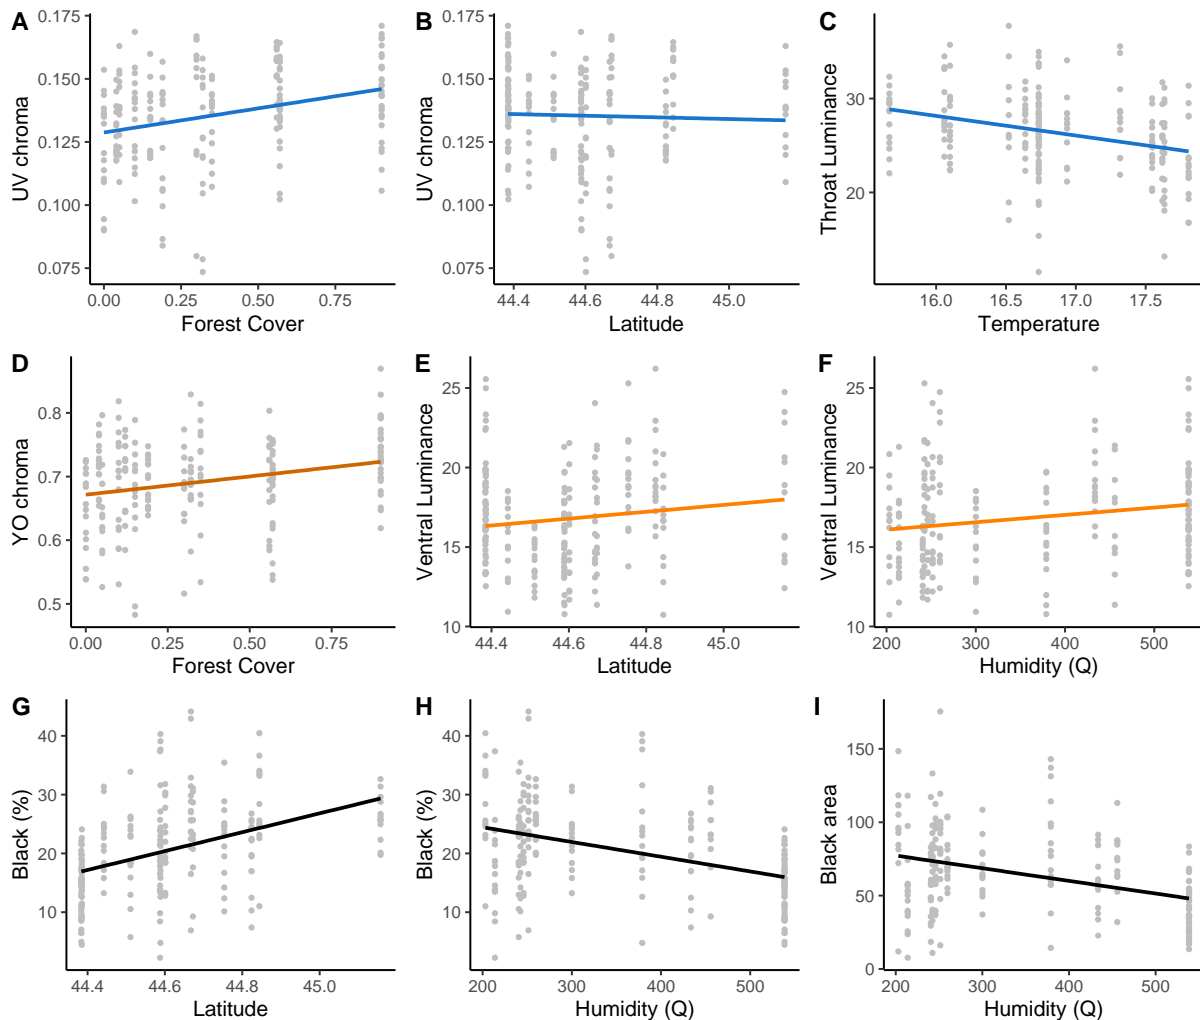 A
UV chroma
0.175
0.150
0.125
0.100
0.075
0.00 0.25 0.50 0.75
Forest Cover
B
UV chroma
0.175
0.150
0.125
0.100
0.075
44.4 44.6 44.8 45.0
Latitude
C
Throat Luminance
30
20
16.0 16.5 17.0 17.5
Temperature
D
YO chroma
0.8
0.7
0.6
0.5
0.00 0.25 0.50 0.75
Forest Cover
E
Ventral Luminance
25
20
15
10
44.4 44.6 44.8 45.0
Latitude
F
Ventral Luminance
25
20
15
10
200 300 400 500
Humidity (Q)
G
Black (%)
40
30
20
10
44.4 44.6 44.8 45.0
Latitude
H
Black (%)
40
30
20
10
200 300 400 500
Humidity (Q)
I
Black area
150
100
50
0
200 300 400 500
Humidity (Q)